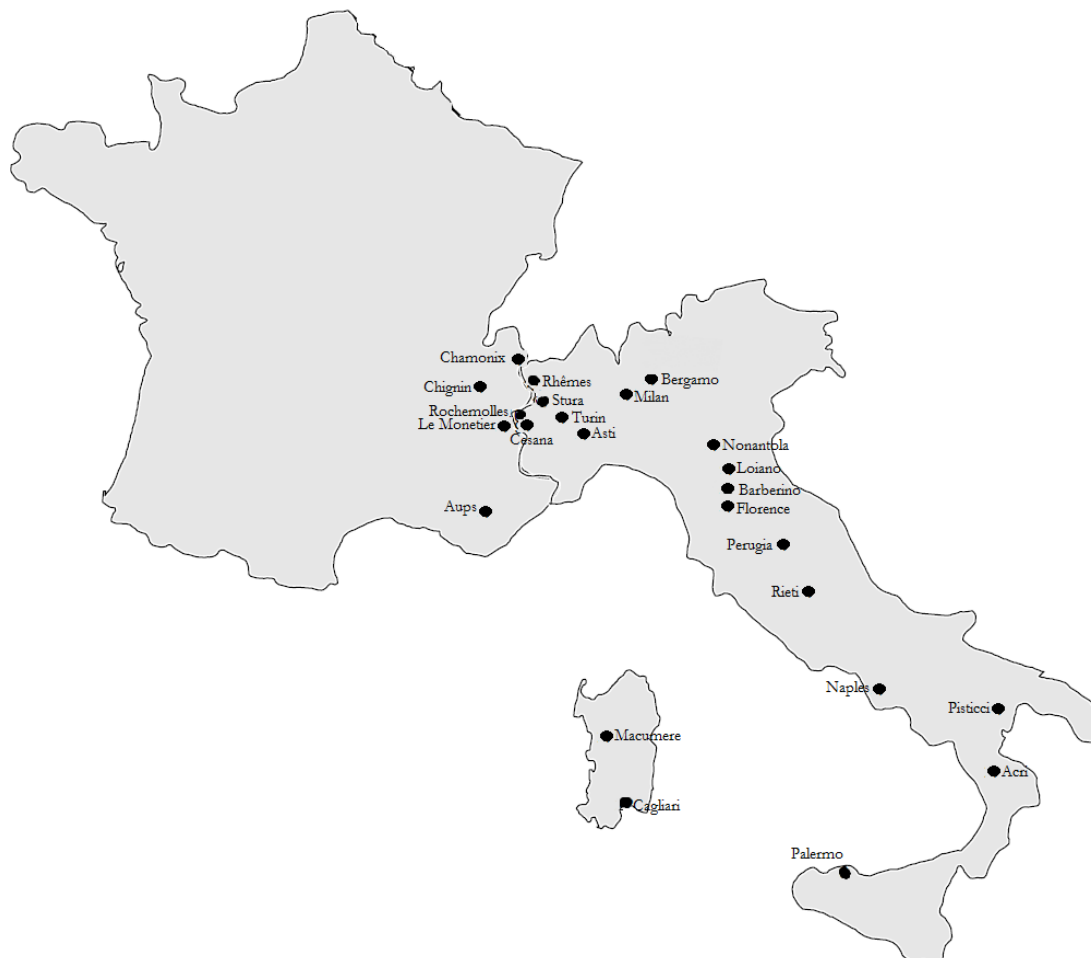 Chamonix
Rhêmes
Bergamo
Chignin
Milan
Stura
Rochemolles
Turin
Le Monetier
Cesana
Asti
Nonantola
Loiano
Barberino
Aups
Florence
Perugia
Rieti
Naples
Pisticci
Macumere
Acri
Cagliari
Palermo